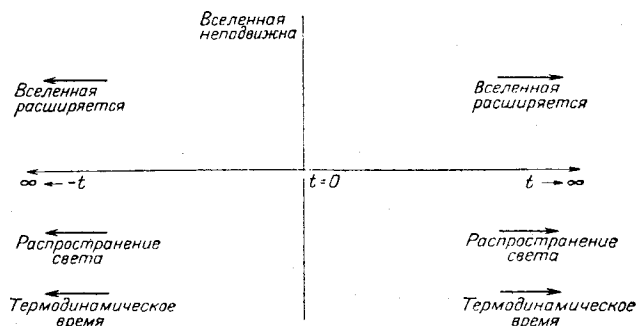 Вселенная
неподвижна
Вселенная
расширяется
Вселенная
расширяется
∞ ← -t
t=0
t → ∞
Распространение
света
Распространение
света
Термодинамическое
время
Термодинамическое
время